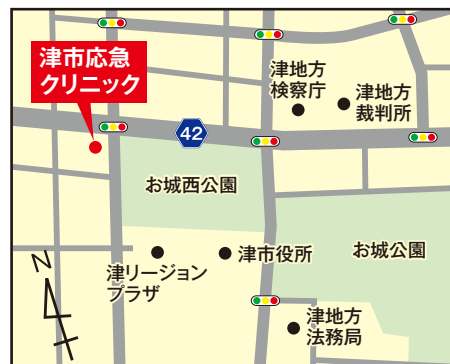 津市応急
クリニック
津地方
検察庁
津地方
裁判所
42
お城西公園
津リージョン
プラザ
津市役所
お城公園
津地方
法務局
N